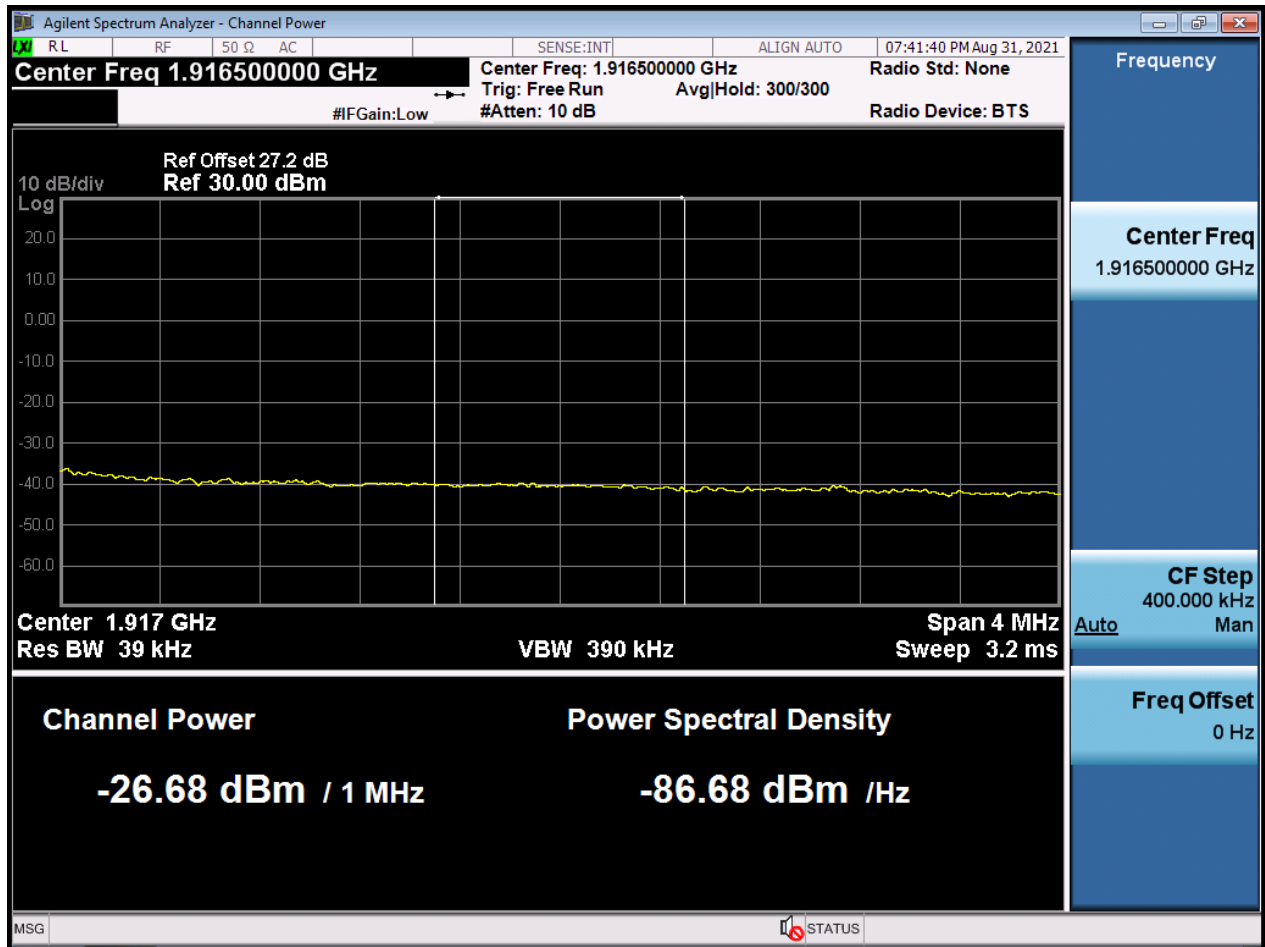 Agilent Spectrum Analyzer - Channel Power
LXI RL RF 50 Ω AC SENSE:INT ALIGN AUTO 07:41:40 PM Aug 31, 2021
Center Freq 1.916500000 GHz
#IFGain:Low
Center Freq: 1.916500000 GHz
Trig: Free Run Avg|Hold: 300/300
#Atten: 10 dB
Radio Std: None
Radio Device: BTS
Ref Offset 27.2 dB
10 dB/div Ref 30.00 dBm
Log
20.0
10.0
0.00
-10.0
-20.0
-30.0
-40.0
-50.0
-60.0
Center 1.917 GHz Span 4 MHz
Res BW 39 kHz VBW 390 kHz Sweep 3.2 ms
Channel Power Power Spectral Density
-26.68 dBm / 1 MHz -86.68 dBm /Hz
Frequency
Center Freq
1.916500000 GHz
CF Step
400.000 kHz
Auto Man
Freq Offset
0 Hz
MSG STATUS